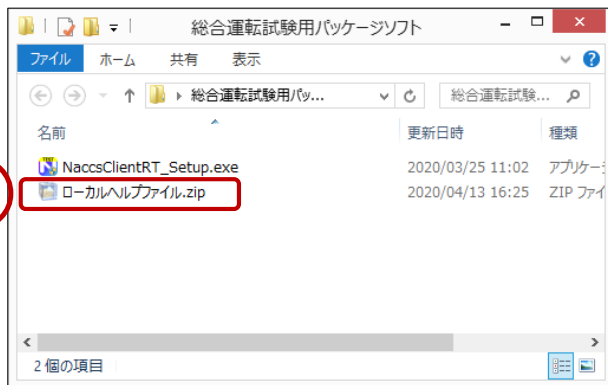 総合運転試験用パッケージソフト
ファイル ホーム 共有 表示
総合運転試験用パッ... 総合運転試験...
名前 更新日時 種類
NaccsClientRT_Setup.exe 2020/03/25 11:02 アプリケー
ローカルヘルプファイル.zip 2020/04/13 16:25 ZIP ファイ
2 個の項目